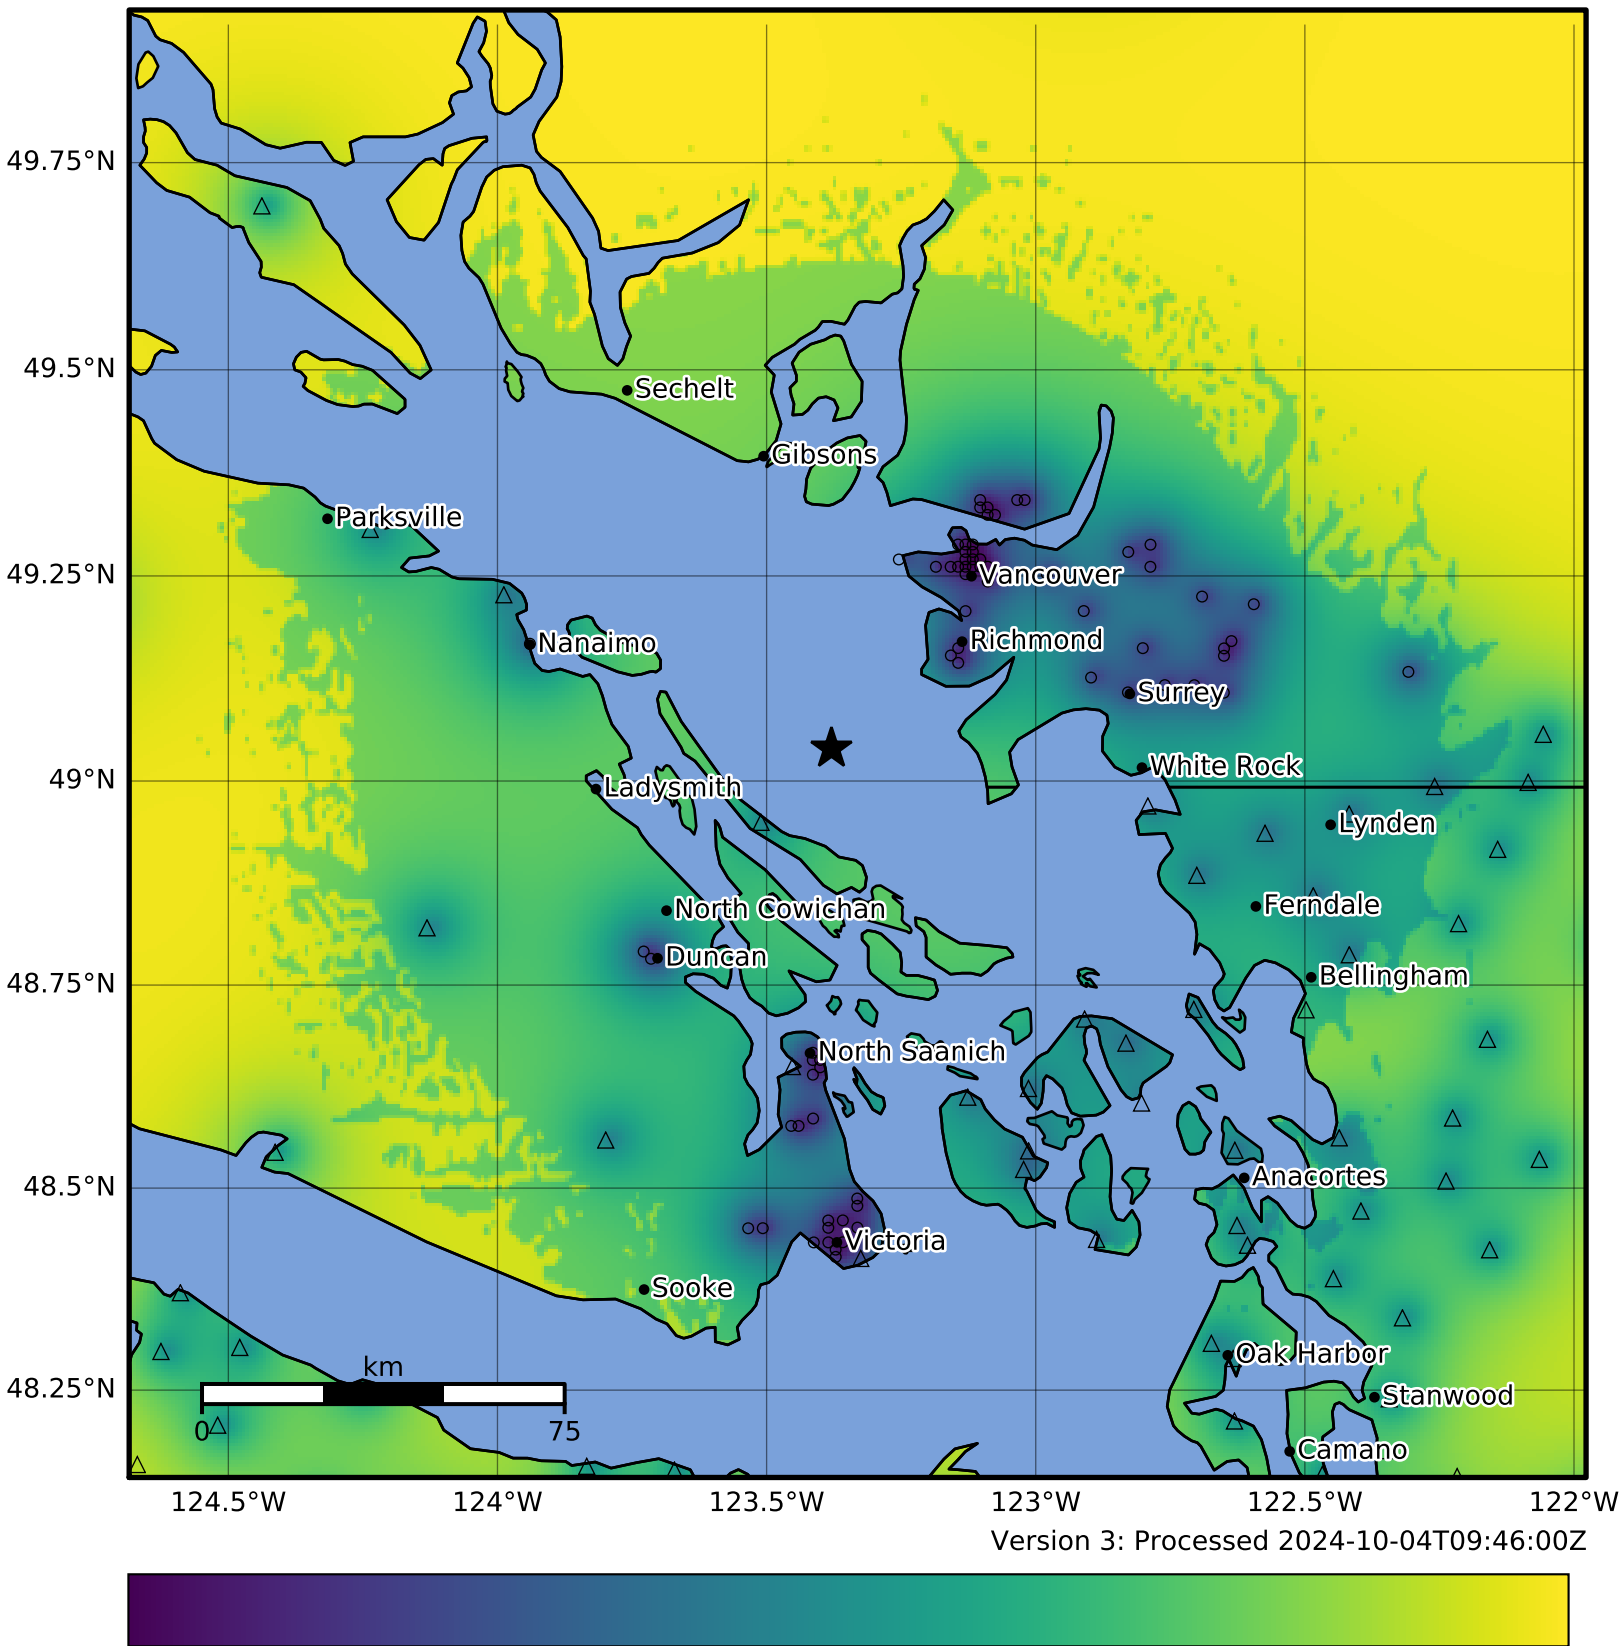 49.75°N
49.5°N
Sechelt
Gibsons
Parksville
49.25°N
Vancouver
Nanaimo
Richmond
Surrey
49°N
White Rock
Ladysmith
Lynden
North Cowichan
Ferndale
Duncan
48.75°N
Bellingham
North Saanich
48.5°N
Anacortes
Victoria
Sooke
Oak Harbor
km
48.25°N
Stanwood
0
75
Camano
124.5°W
124°W
123.5°W
123°W
122.5°W
122°W
Version 3: Processed 2024-10-04T09:46:00Z